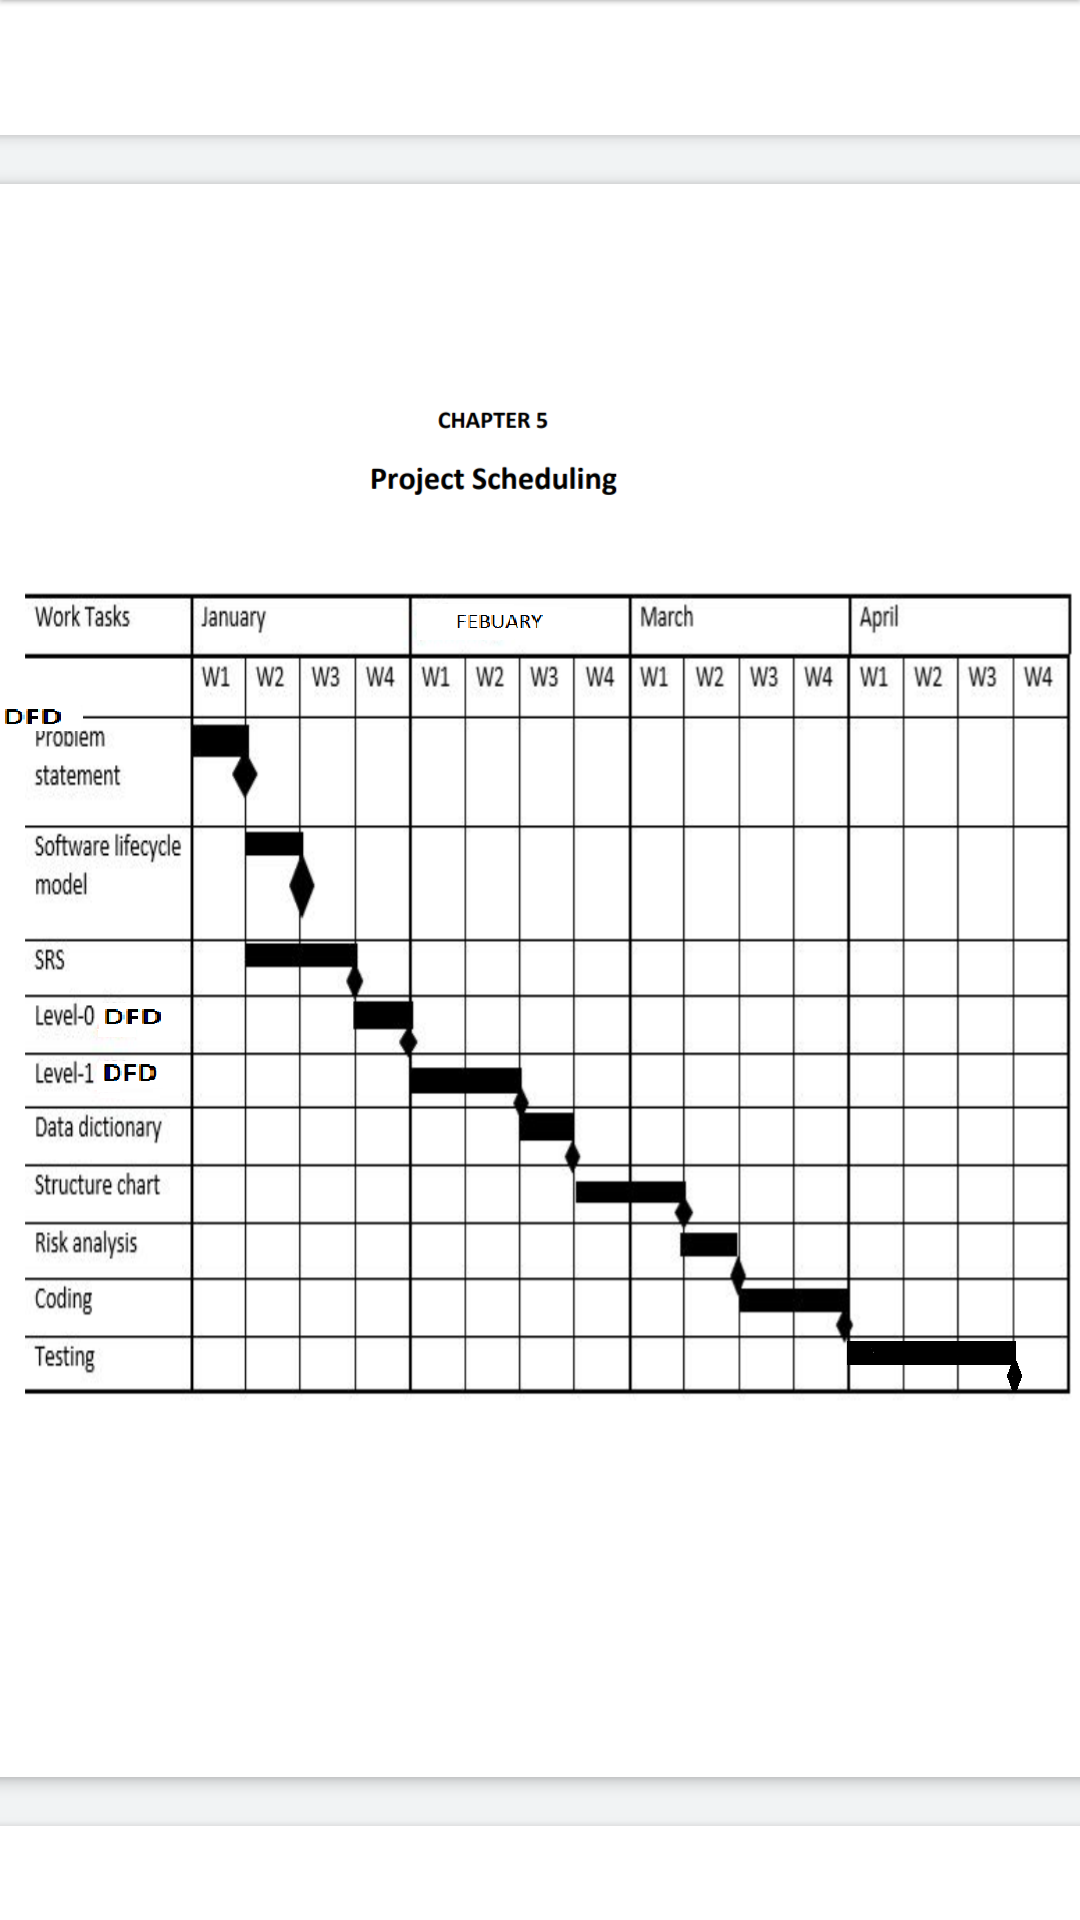 CHAPTER 5
Project Scheduling
Work Tasks January FEBUARY March April
W1 W2 W3 W4 W1 W2 W3 W4 W1 W2 W3 W4 W1 W2 W3 W4
DFD
Problem
statement
Software lifecycle
model
SRS
Level-0 DFD
Level-1 DFD
Data dictionary
Structure chart
Risk analysis
Coding
Testing